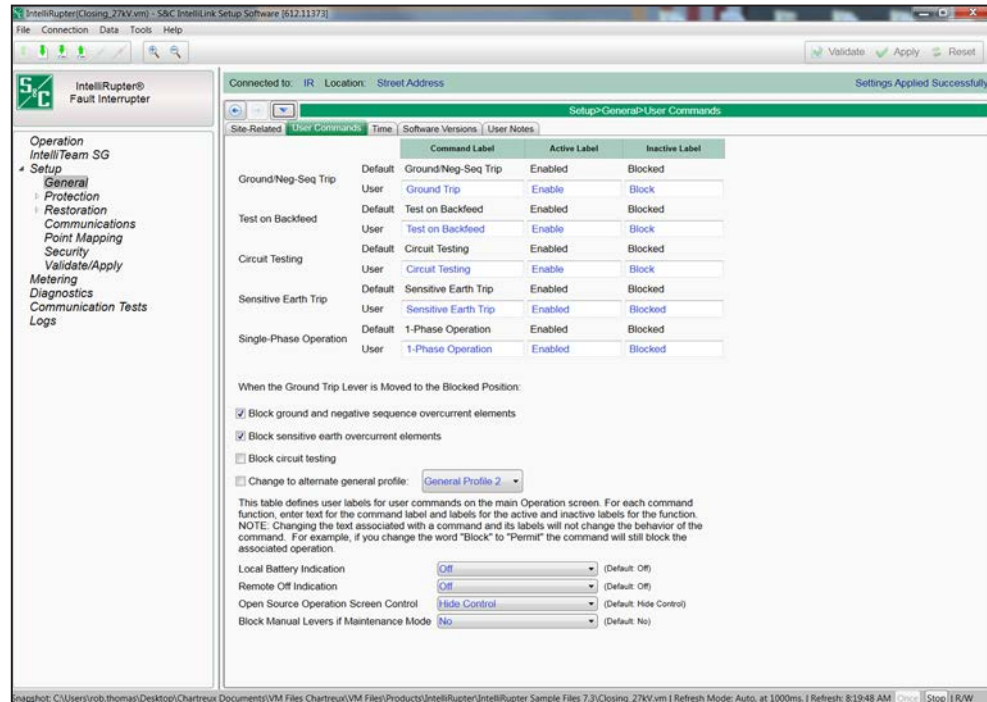 IntelliRupter(Closing_27kV.vm) - S&C IntelliLink Setup Software [612.11373]
File Connection Data Tools Help
Validate Apply Reset
S&C
IntelliRupter®
Fault Interrupter
Connected to: IR Location: Street Address Settings Applied Successfully
Setup>General>User Commands
Site-Related User Commands Time Software Versions User Notes
Operation
IntelliTeam SG
Setup
General
Protection
Restoration
Communications
Point Mapping
Security
Validate/Apply
Metering
Diagnostics
Communication Tests
Logs
Command Label Active Label Inactive Label
Ground/Neg-Seq Trip
Default Ground/Neg-Seq Trip Enabled Blocked
User Ground Trip Enable Block
Test on Backfeed
Default Test on Backfeed Enabled Blocked
User Test on Backfeed Enable Block
Circuit Testing
Default Circuit Testing Enabled Blocked
User Circuit Testing Enable Block
Sensitive Earth Trip
Default Sensitive Earth Trip Enabled Blocked
User Sensitive Earth Trip Enabled Blocked
Single-Phase Operation
Default 1-Phase Operation Enabled Blocked
User 1-Phase Operation Enabled Blocked
When the Ground Trip Lever is Moved to the Blocked Position:
Block ground and negative sequence overcurrent elements
Block sensitive earth overcurrent elements
Block circuit testing
Change to alternate general profile: General Profile 2
This table defines user labels for user commands on the main Operation screen. For each command
function, enter text for the command label and labels for the active and inactive labels for the function.
NOTE: Changing the text associated with a command and its labels will not change the behavior of the
command. For example, if you change the word "Block" to "Permit" the command will still block the
associated operation.
Local Battery Indication Off (Default: Off)
Remote Off Indication Off (Default: Off)
Open Source Operation Screen Control Hide Control (Default: Hide Control)
Block Manual Levers if Maintenance Mode No (Default: No)
Snapshot: C:\Users\rob.thomas\Desktop\Chartreux Documents\VM Files Chartreux\VM Files\Products\IntelliRupter\IntelliRupter Sample Files 7.3\Closing_27kV.vm | Refresh Mode: Auto, at 1000ms. | Refresh: 8:19:48 AM Once Stop | R/W